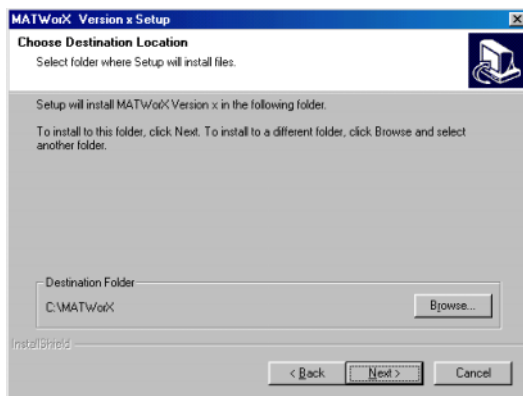 MATWorX Version x Setup
Choose Destination Location
Select folder where Setup will install files.
Setup will install MATWorX Version x in the following folder.
To install to this folder, click Next. To install to a different folder, click Browse and select
another folder.
Destination Folder
C:\MATWorX
Browse...
InstallShield
< Back
Next >
Cancel